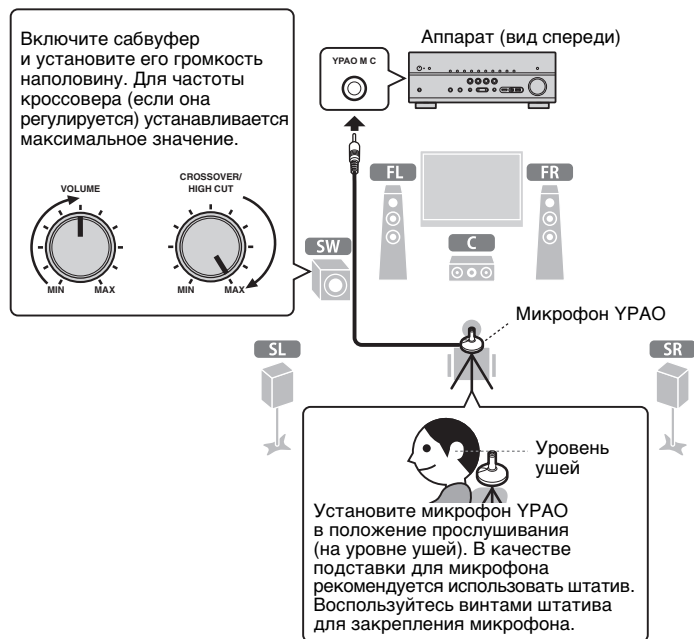 Включите сабвуфер
и установите его громкость
наполовину. Для частоты
кроссовера (если она
регулируется) устанавливается
максимальное значение.
VOLUME
MIN
MAX
CROSSOVER/
HIGH CUT
MIN
MAX
YPAO M C
Аппарат (вид спереди)
FL
FR
C
SW
Микрофон YPAO
SL
SR
Уровень
ушей
Установите микрофон YPAO
в положение прослушивания
(на уровне ушей). В качестве
подставки для микрофона
рекомендуется использовать штатив.
Воспользуйтесь винтами штатива
для закрепления микрофона.